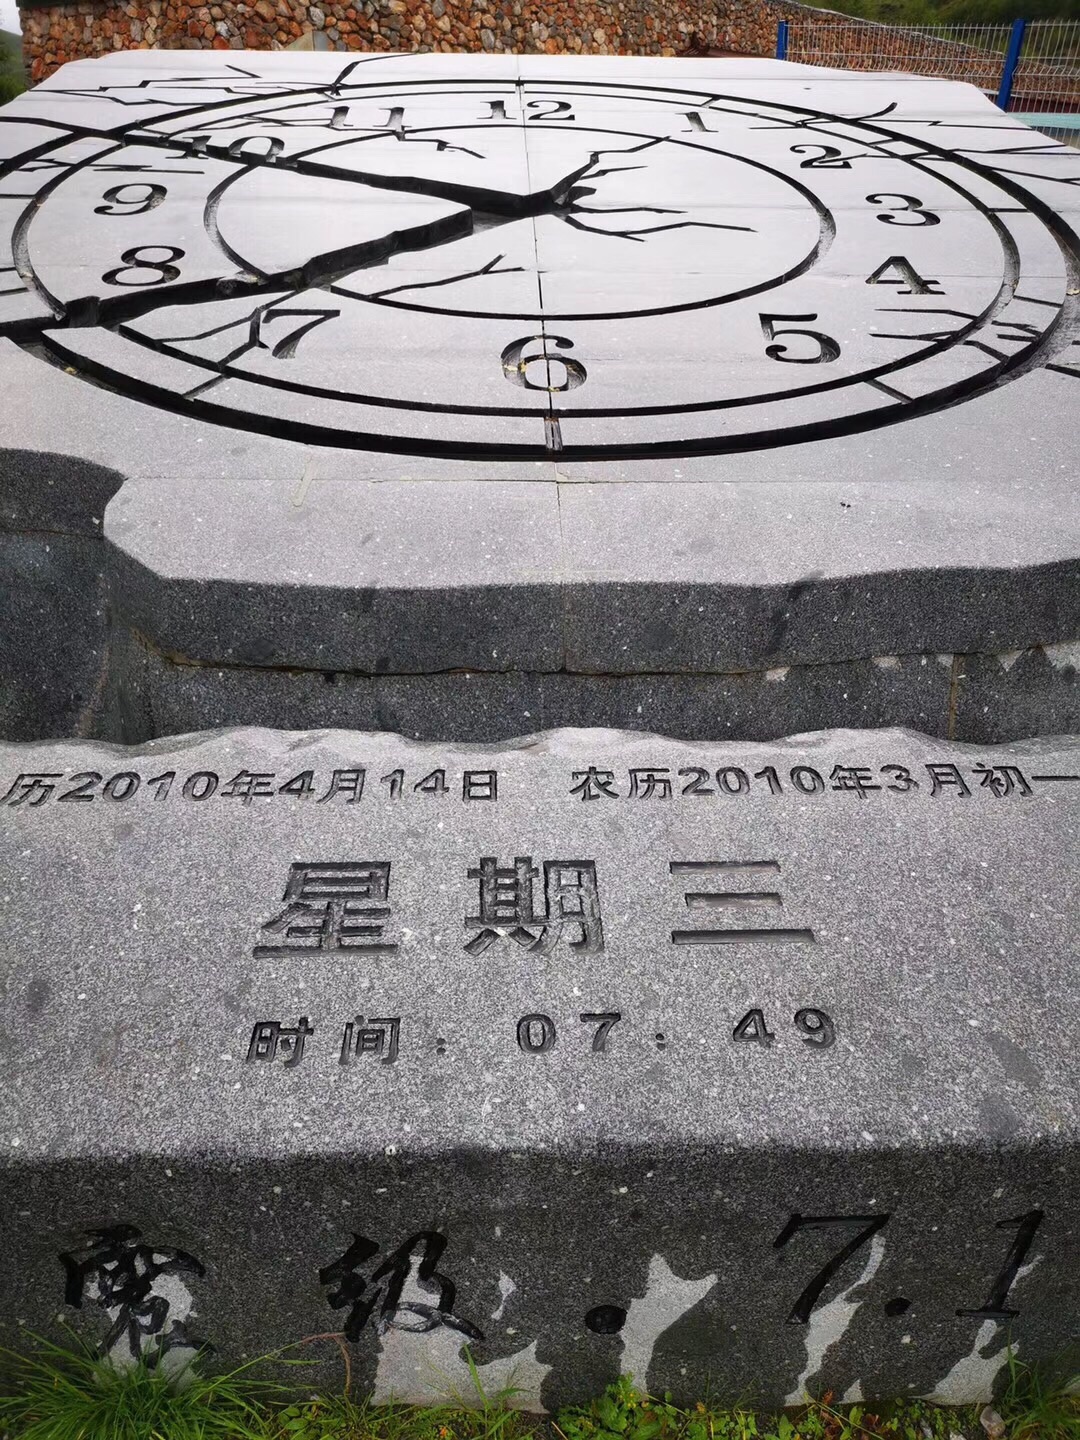 11 12 1
10 2
9 3
8 4
7 6 5
历2010年4月14日 农历2010年3月初一
星期三
时间：07：49
震级.7.1